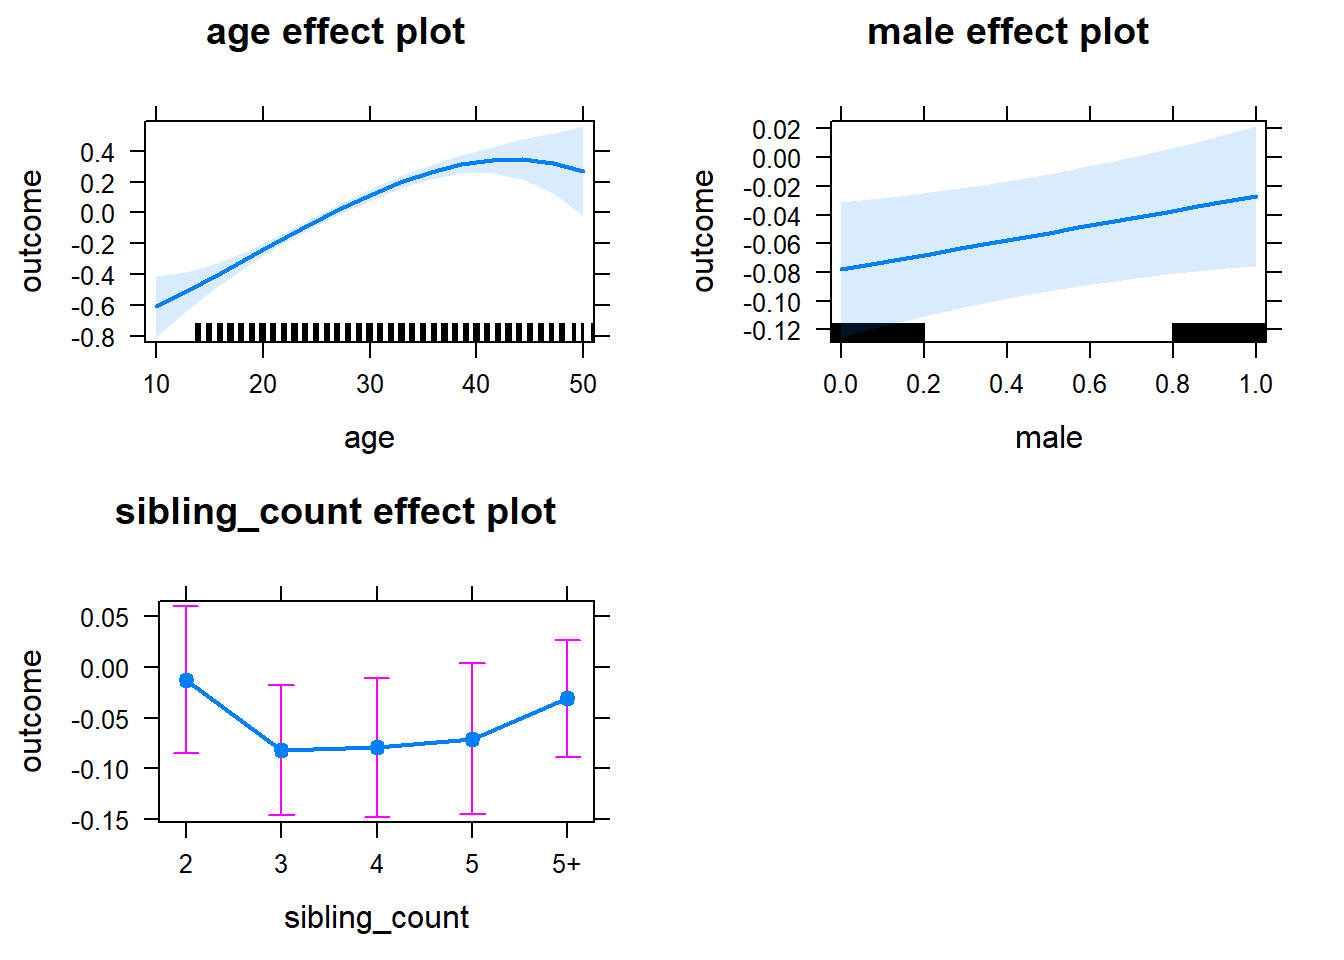 age effect plot
outcome
0.4
0.2
0.0
-0.2
-0.4
-0.6
-0.8
10 20 30 40 50
age
male effect plot
outcome
0.02
0.00
-0.02
-0.04
-0.06
-0.08
-0.10
-0.12
0.0 0.2 0.4 0.6 0.8 1.0
male
sibling_count effect plot
outcome
0.05
0.00
-0.05
-0.10
-0.15
2 3 4 5 5+
sibling_count